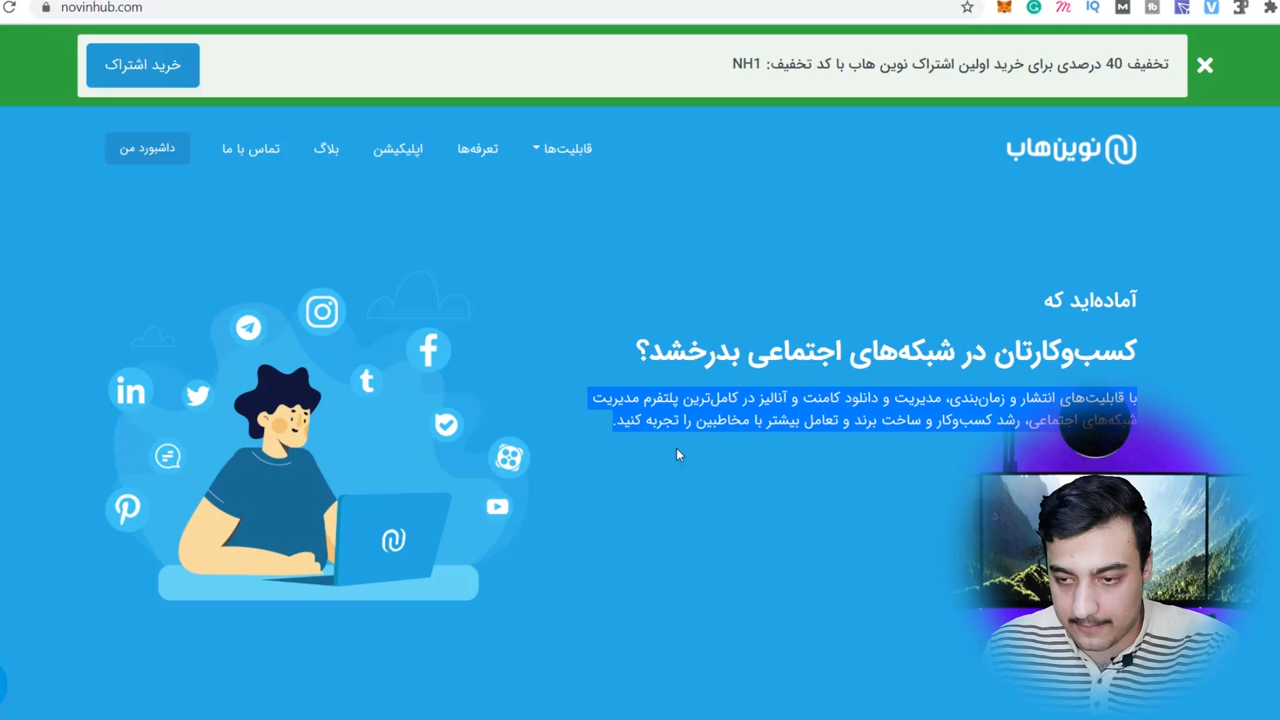 novinhub.com
تخفیف 40 درصدی برای خرید اولین اشتراک نوین هاب با کد تخفیف: NH1
خرید اشتراک
نوین‌هاب
قابلیت‌ها
تعرفه‌ها
اپلیکیشن
بلاگ
تماس با ما
داشبورد من
آماده‌اید که
کسب‌وکارتان در شبکه‌های اجتماعی بدرخشد؟
با قابلیت‌های انتشار و زمان‌بندی، مدیریت و دانلود کامنت و آنالیز در کامل‌ترین پلتفرم مدیریت
شبکه‌های اجتماعی، رشد کسب‌وکار و ساخت برند و تعامل بیشتر با مخاطبین را تجربه کنید.